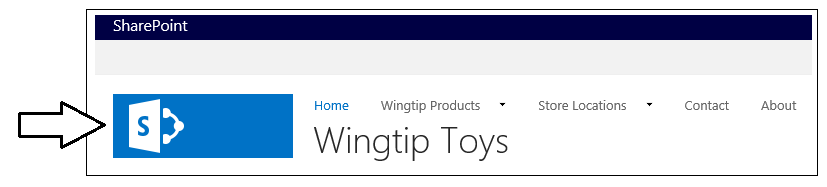 SharePoint
Home Wingtip Products Store Locations Contact About
S
Wingtip Toys